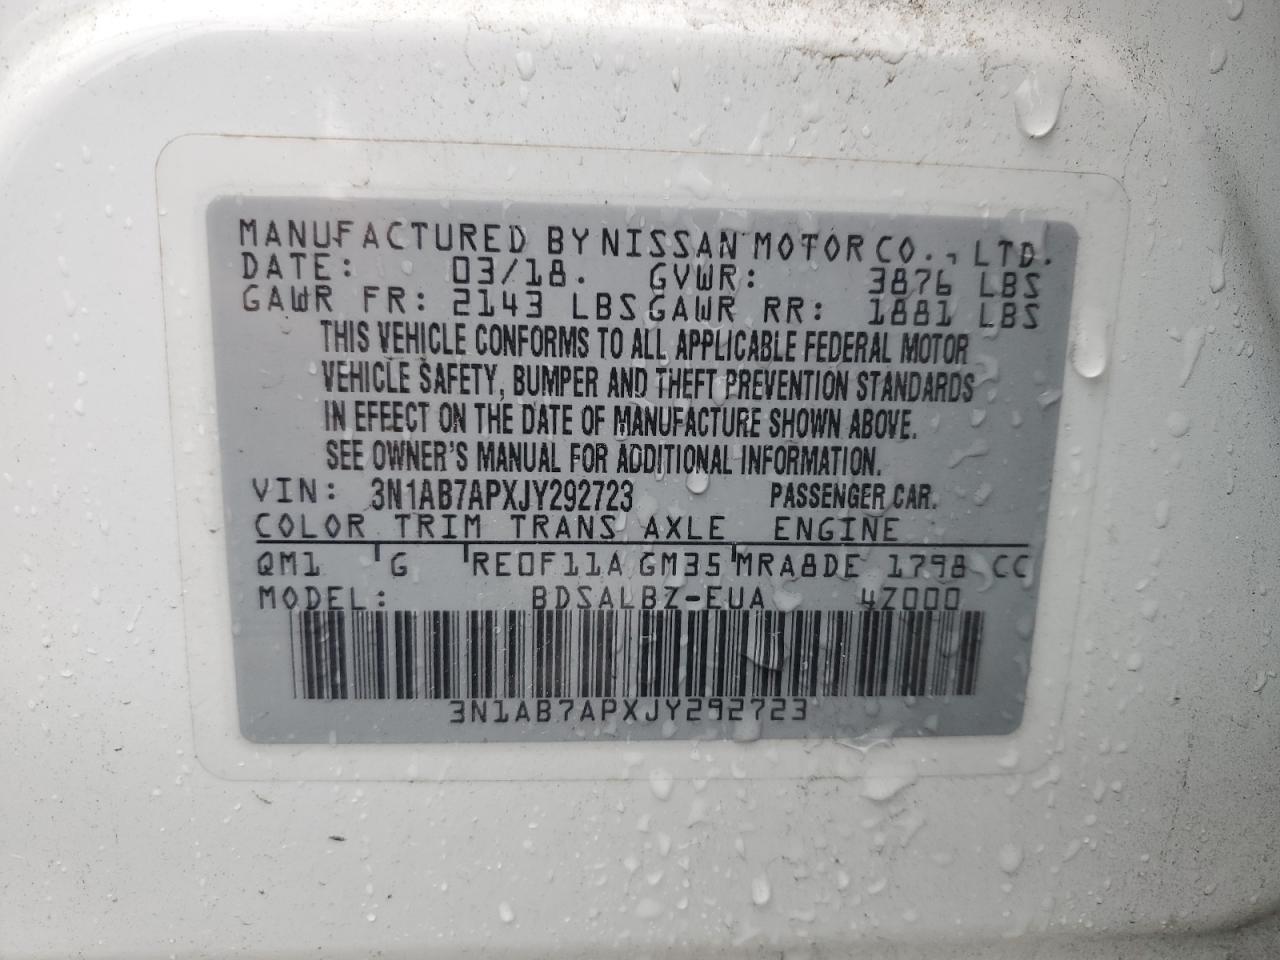 MANUFACTURED BY NISSAN MOTOR CO., LTD.
DATE: 03/18. GVWR: 3876 LBS
GAWR FR: 2143 LBS GAWR RR: 1881 LBS
THIS VEHICLE CONFORMS TO ALL APPLICABLE FEDERAL MOTOR
VEHICLE SAFETY, BUMPER AND THEFT PREVENTION STANDARDS
IN EFFECT ON THE DATE OF MANUFACTURE SHOWN ABOVE.
SEE OWNER'S MANUAL FOR ADDITIONAL INFORMATION.
VIN: 3N1AB7APXJY292723 PASSENGER CAR.
COLOR TRIM TRANS AXLE ENGINE
QM1 G RE0F11A GM35 MRA8DE 1798 CC
MODEL: BDSALBZ-EUA 4Z000
3N1AB7APXJY292723